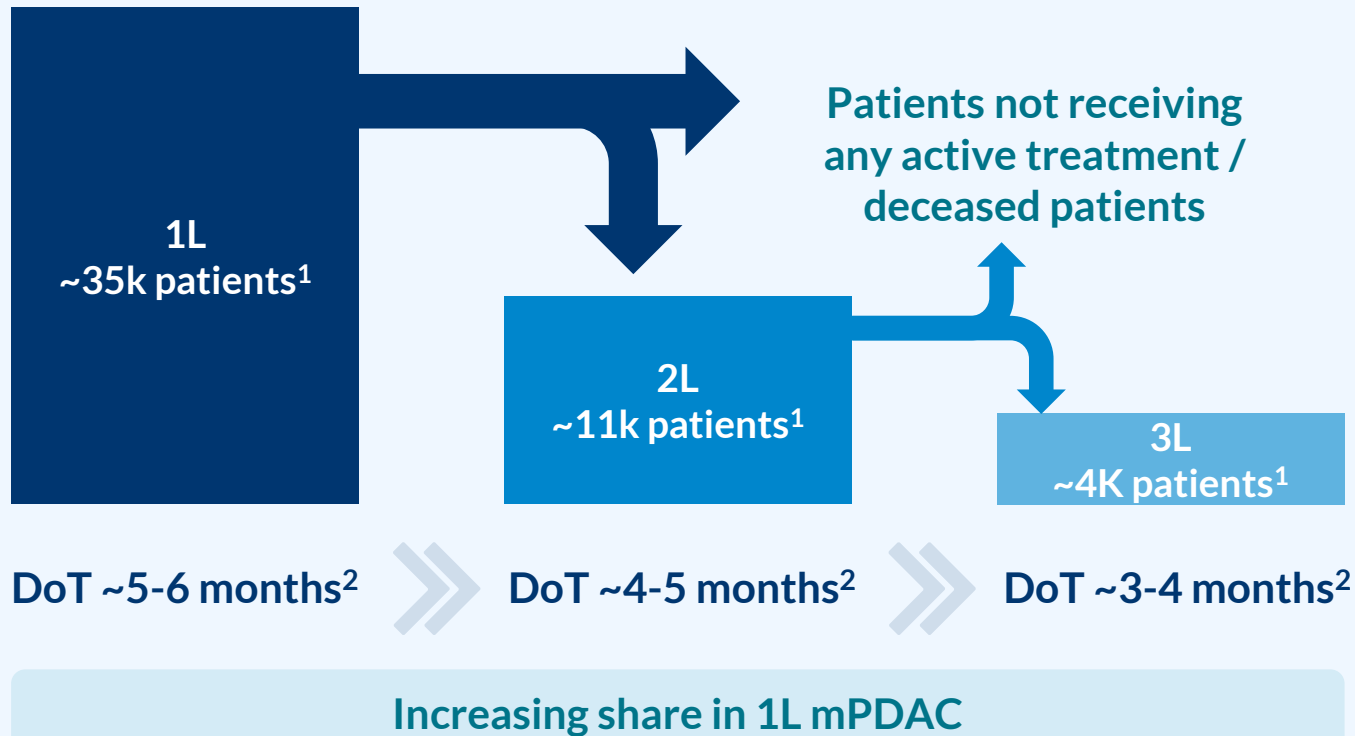 1L
~35k patients¹
Patients not receiving
any active treatment /
deceased patients
2L
~11k patients¹
3L
~4K patients¹
DoT ~5-6 months²
DoT ~4-5 months²
DoT ~3-4 months²
Increasing share in 1L mPDAC